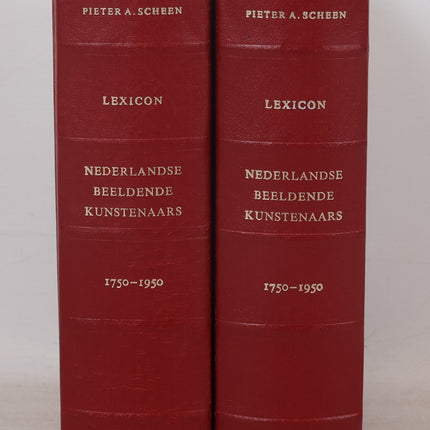 PIETER A. SCHEEN
LEXICON
NEDERLANDSE
BEELDENDE
KUNSTENAARS
1750–1950
PIETER A. SCHEEN
LEXICON
NEDERLANDSE
BEELDENDE
KUNSTENAARS
1750–1950